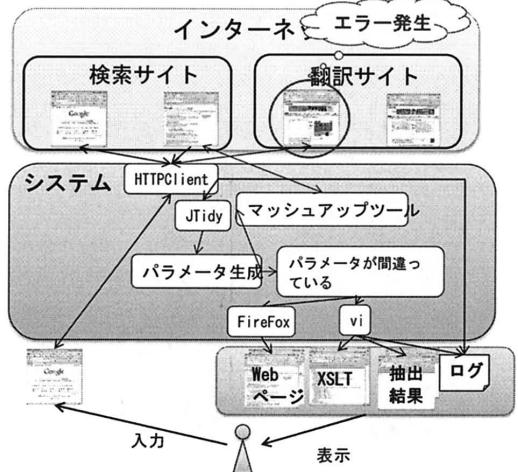 インターネ
エラー発生
検索サイト
翻訳サイト
Google
システム
HTTPClient
JTidy
マッシュアップツール
パラメータ生成
パラメータが間違っ
ている
FireFox
vi
Google
Web
ページ
XSLT
抽出
結果
ログ
入力
表示